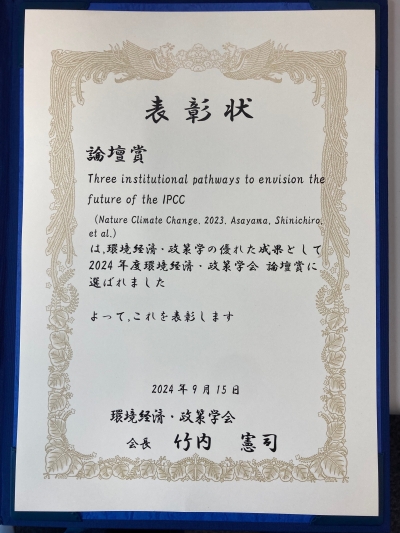 表彰状
論壇賞
Three institutional pathways to envision the
future of the IPCC
(Nature Climate Change, 2023, Asayama, Shinichiro,
et al.)
は,環境経済・政策学の優れた成果として
2024年度環境経済・政策学会 論壇賞に
選ばれました
よって,これを表彰します
2024年9月15日
環境経済・政策学会
会長 竹内 憲司